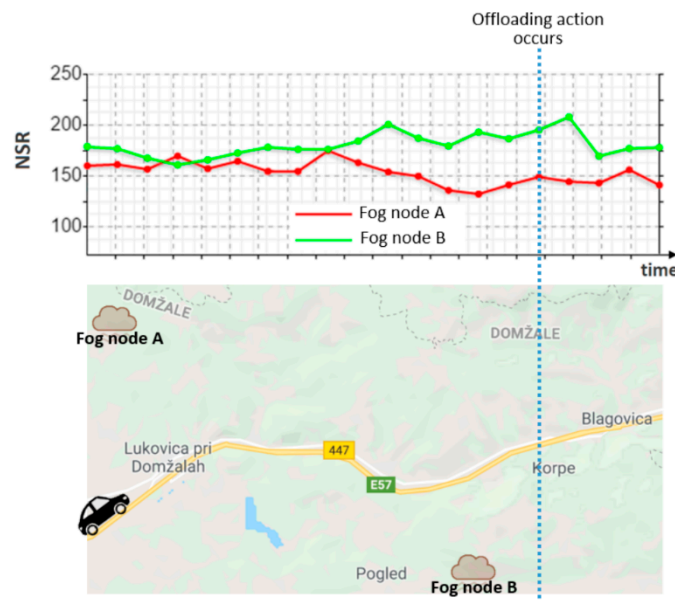 Offloading action
occurs
250
200
150
100
NSR
Fog node A
Fog node B
time
DOMŽALE
Fog node A
DOMŽALE
Blagovica
Lukovica pri
Domžalah
447
Korpe
E57
Pogled
Fog node B